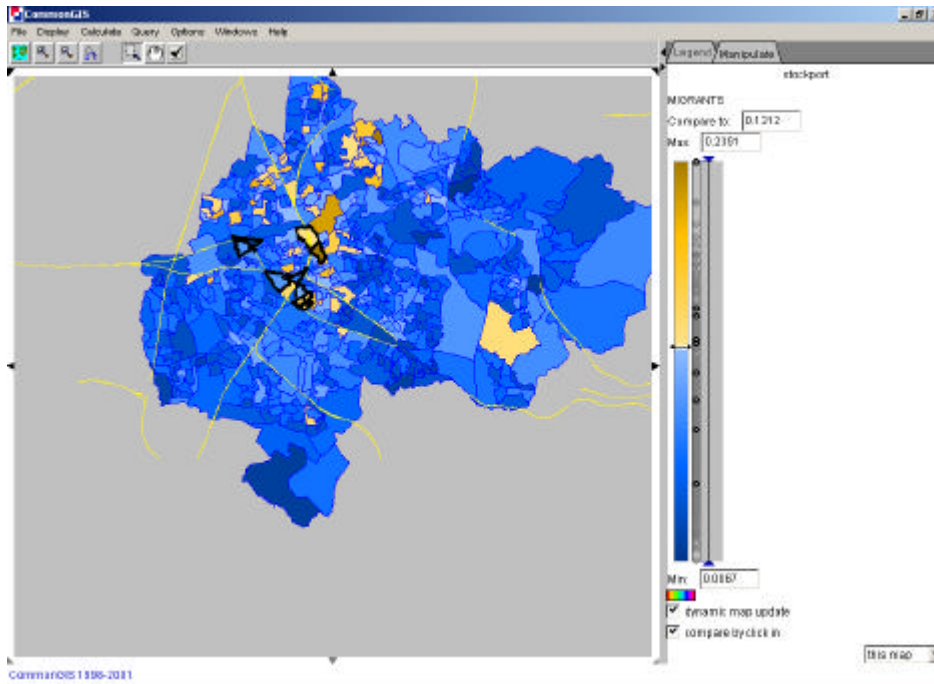 CommonGIS
File Display Calculate Query Options Windows Help
Legend Manipulate
stockport
MIGRANTS
Compare to: 0.1312
Max: 0.2391
Min: 0.0067
dynamic map update
compare by click in
this map
CommonGIS 1998-2001